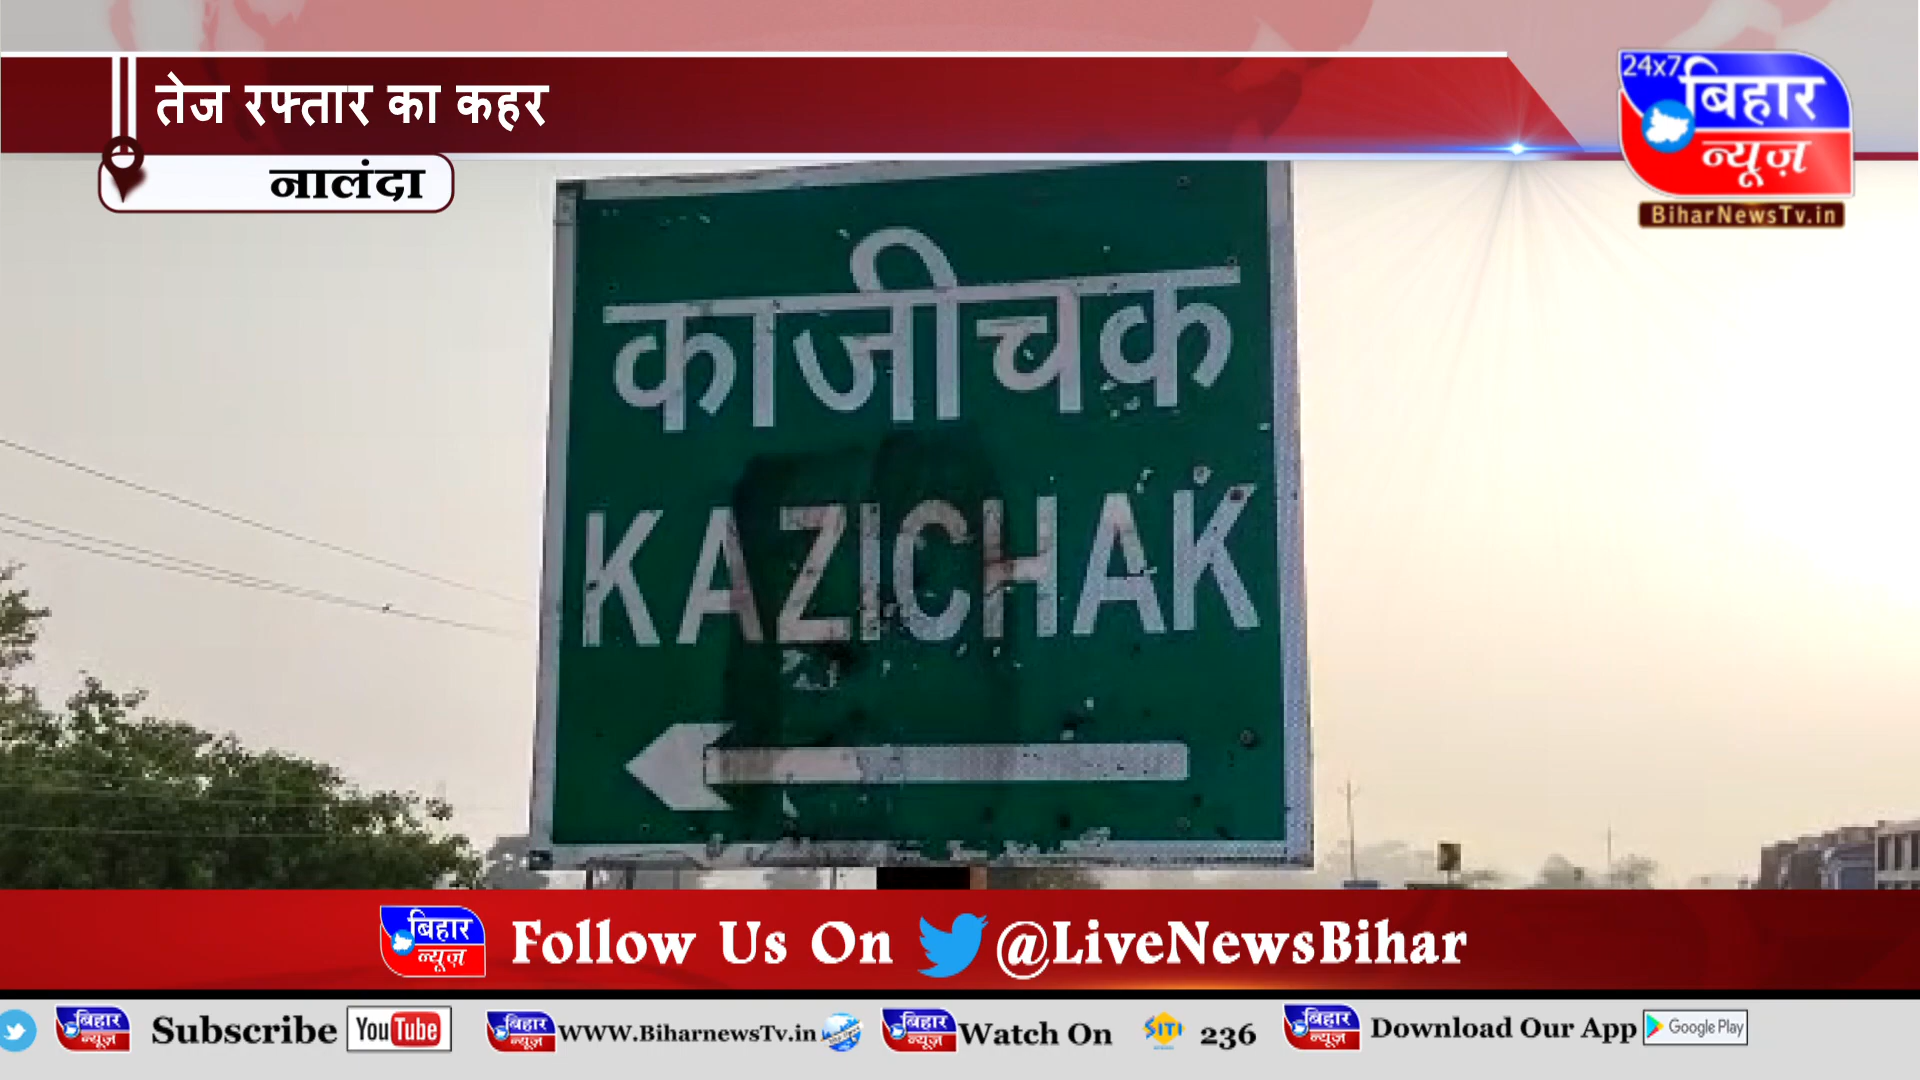 तेज रफ्तार का कहर
नालंदा
24x7
बिहार
न्यूज़
BiharNewsTv.in
काजीचक
KAZICHAK
बिहार
न्यूज़
Follow Us On @LiveNewsBihar
बिहार
न्यूज़
Subscribe YouTube
बिहार
न्यूज़
WWW.BiharnewsTv.in
बिहार
न्यूज़
Watch On SITI 236
बिहार
न्यूज़
Download Our App Google Play